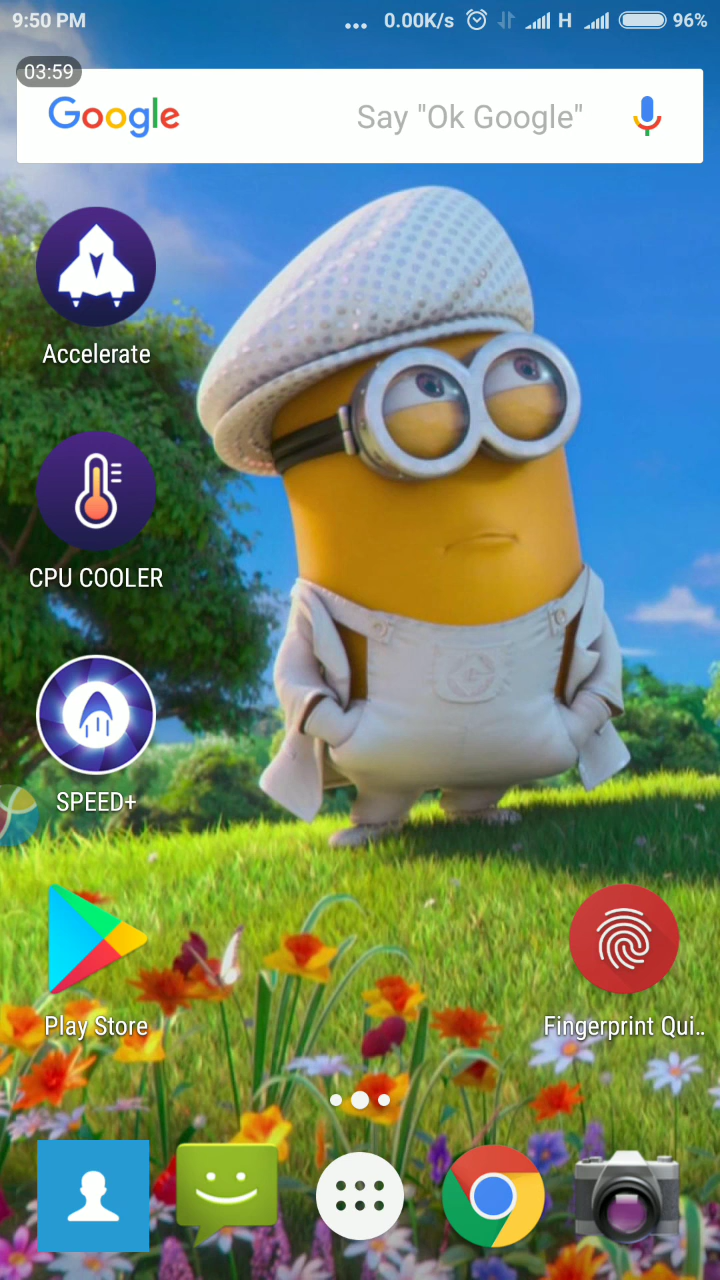 9:50 PM ... 0.00K/s H 96%
03:59
Google Say "Ok Google"
Accelerate
CPU COOLER
SPEED+
Play Store Fingerprint Qui..